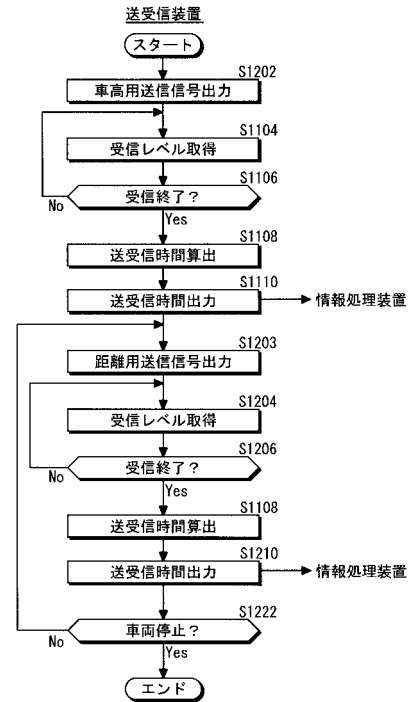 送受信装置
スタート
S1202
車高用送信信号出力
S1104
受信レベル取得
S1106
受信終了?
No
Yes
S1108
送受信時間算出
S1110
送受信時間出力
情報処理装置
S1203
距離用送信信号出力
S1204
受信レベル取得
S1206
受信終了?
No
Yes
S1108
送受信時間算出
S1210
送受信時間出力
情報処理装置
S1222
車両停止?
No
Yes
エンド